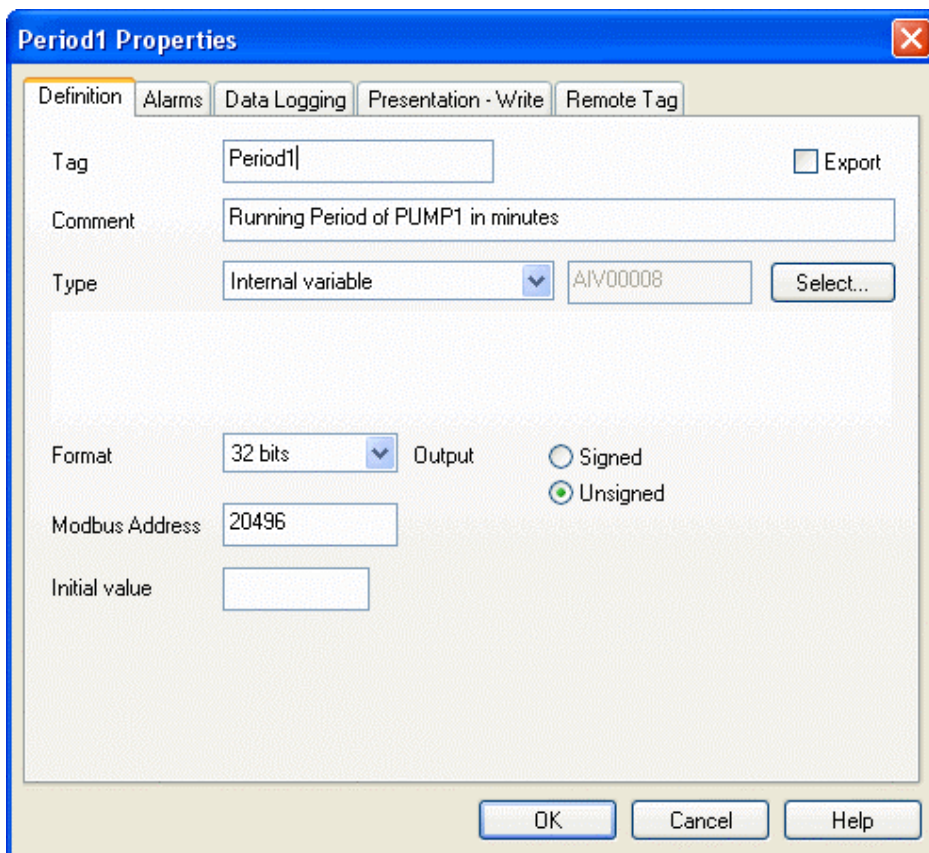 Period1 Properties
Definition Alarms Data Logging Presentation - Write Remote Tag
Tag Period1 Export
Comment Running Period of PUMP1 in minutes
Type Internal variable AIV00008 Select...
Format 32 bits Output Signed
Unsigned
Modbus Address 20496
Initial value
OK Cancel Help